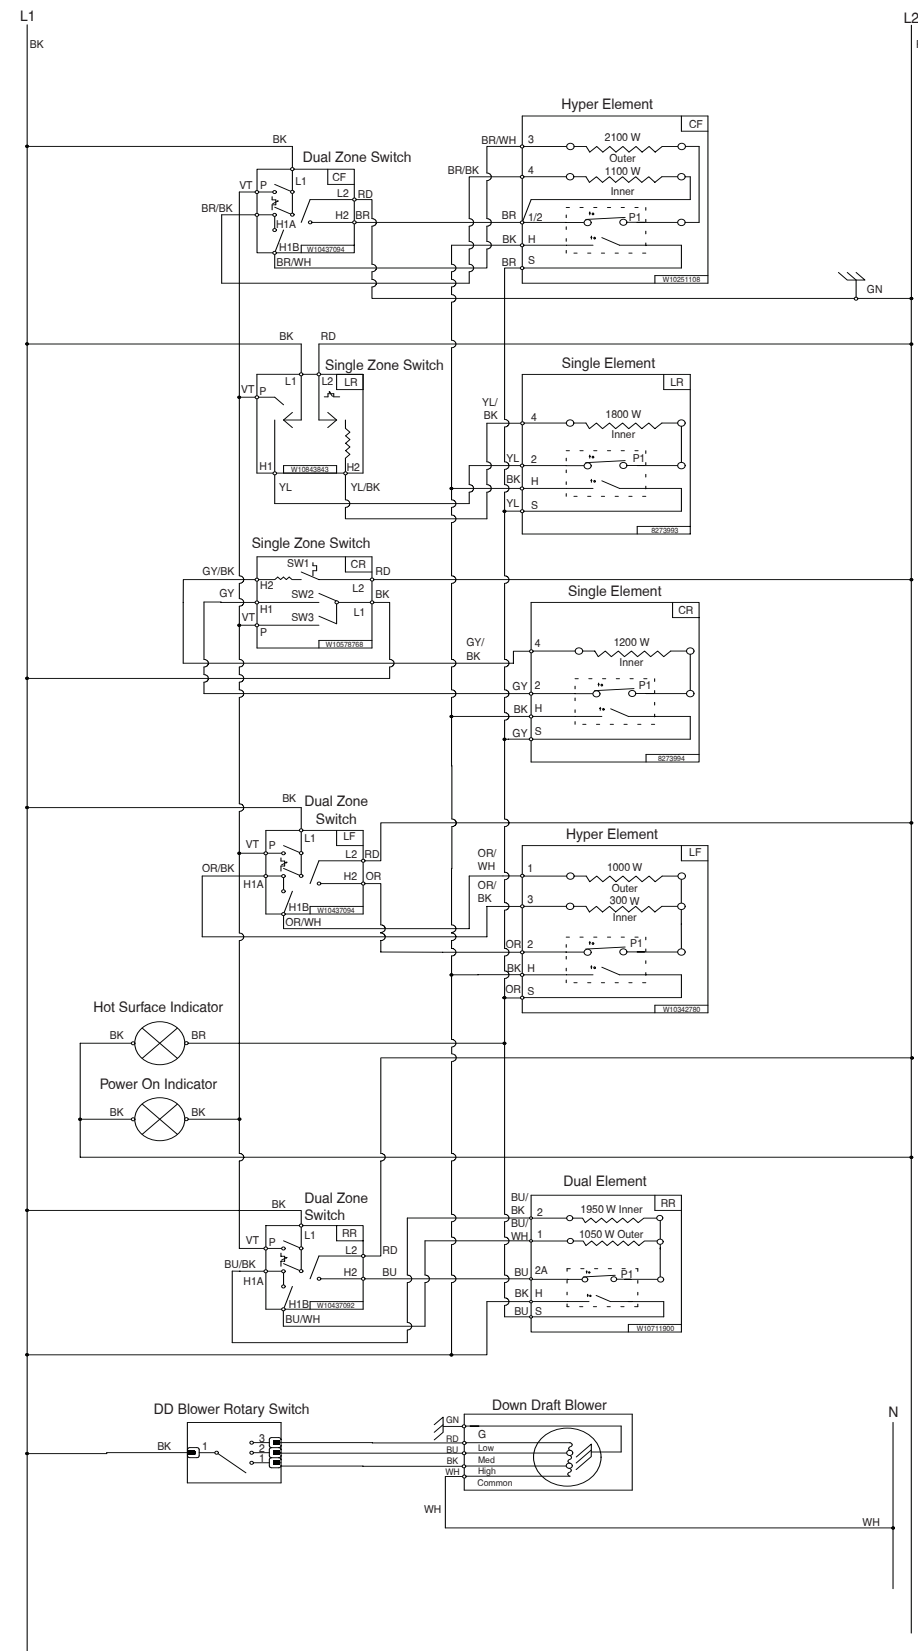 L1
L2
BK
Hyper Element
CF
BK
BR/WH
3
2100 W
Outer
Dual Zone Switch
BR/BK
4
1100 W
Inner
VT
P
L1
CF
L2
RD
BR/BK
H1A
H2
BR
BR
1/2
P1
BK
H
H1B
W10437094
BR/WH
BR
S
W10251108
GN
BK
RD
Single Zone Switch
L1
L2
LR
VT
P
H1
W10843843
H2
YL
YL/BK
Single Element
LR
YL/
BK
4
1800 W
Inner
YL
2
P1
BK
H
YL
S
8273993
Single Zone Switch
SW1
CR
GY/BK
RD
H2
L2
GY
SW2
BK
H1
L1
VT
SW3
P
W10578768
Single Element
CR
GY/
BK
4
1200 W
Inner
GY
2
P1
BK
H
GY
S
8273994
BK
Dual Zone
Switch
VT
P
L1
LF
L2
RD
OR/BK
H1A
H2
OR
H1B
W10437094
OR/WH
Hyper Element
LF
OR/
WH
1
1000 W
Outer
OR/
BK
3
300 W
Inner
OR
2
P1
BK
H
OR
S
W10342780
Hot Surface Indicator
BK
BR
Power On Indicator
BK
BK
BK
Dual Zone
Switch
VT
P
L1
RR
L2
RD
BU/BK
H1A
H2
BU
H1B
W10437092
BU/WH
Dual Element
RR
BU/
BK
2
1950 W Inner
BU/
WH
1
1050 W Outer
BU
2A
P1
BK
H
BU
S
W10711900
DD Blower Rotary Switch
BK
1
3
2
1
Down Draft Blower
N
GN
G
RD
Low
BU
Med
BK
High
WH
Common
WH
WH